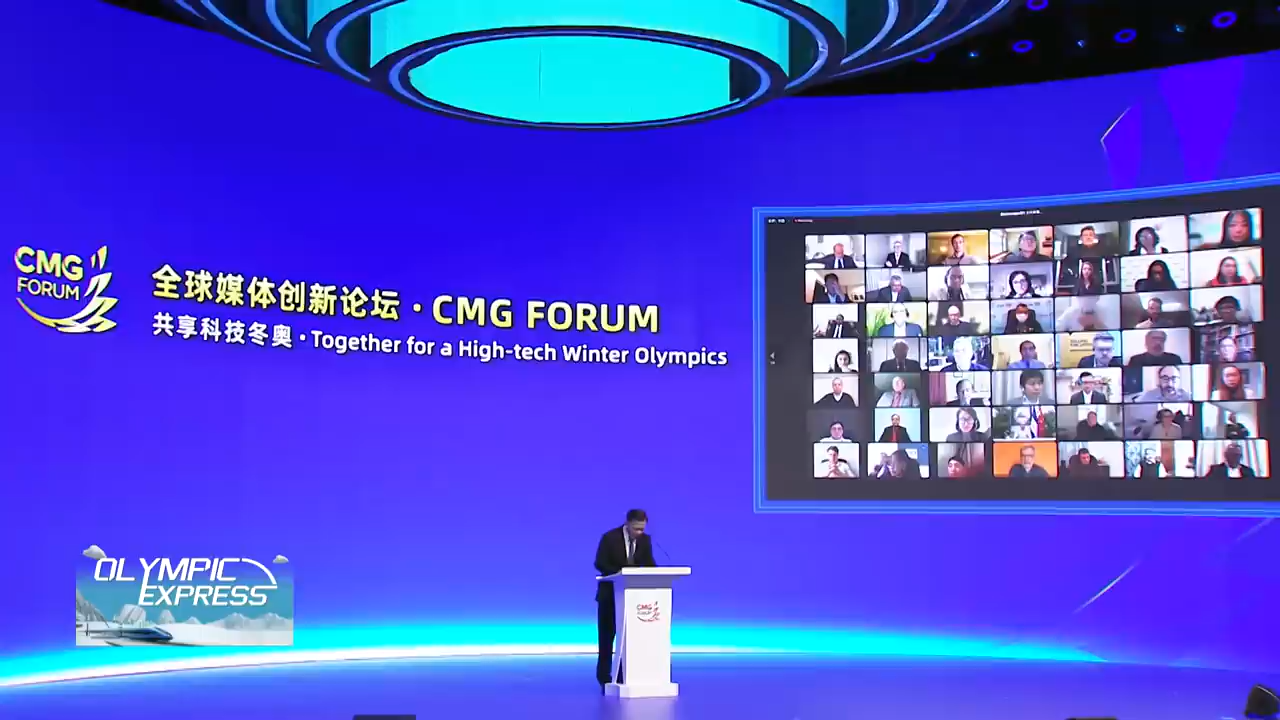 CMG
FORUM
全球媒体创新论坛·CMG FORUM
共享科技冬奥·Together for a High-tech Winter Olympics
OLYMPIC
EXPRESS
CMG